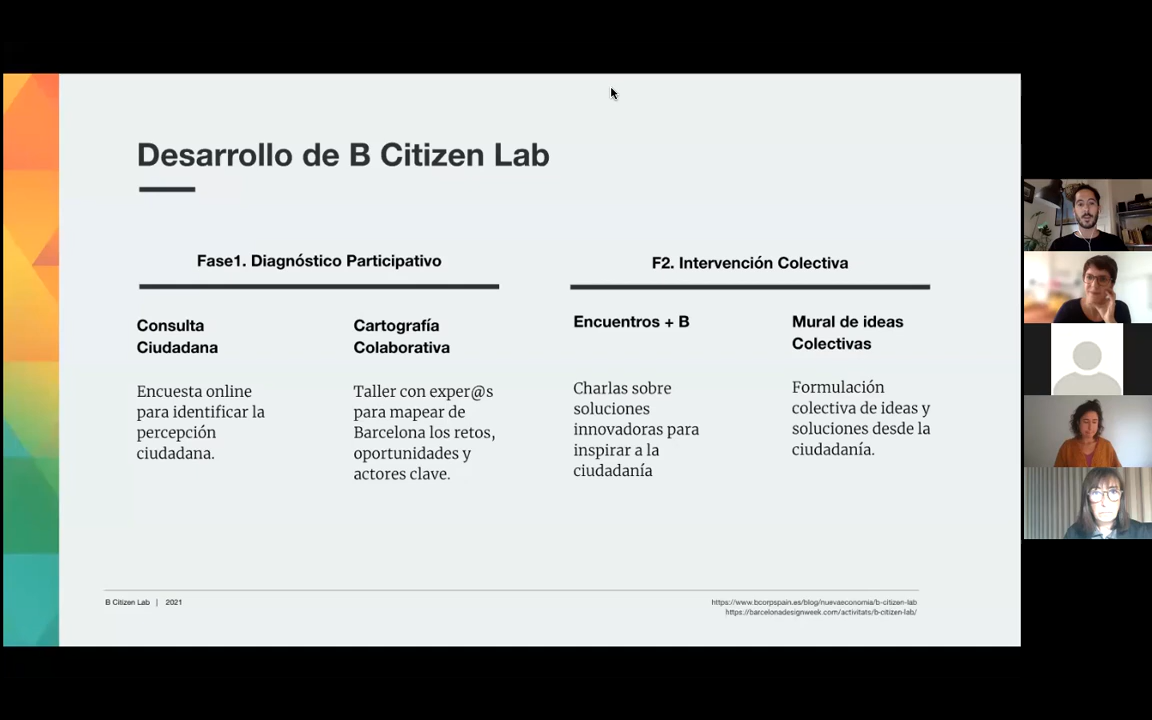 Desarrollo de B Citizen Lab
Fase1. Diagnóstico Participativo
Consulta
Ciudadana
Encuesta online
para identificar la
percepción
ciudadana.
Cartografía
Colaborativa
Taller con exper@s
para mapear de
Barcelona los retos,
oportunidades y
actores clave.
F2. Intervención Colectiva
Encuentros + B
Charlas sobre
soluciones
innovadoras para
inspirar a la
ciudadanía
Mural de ideas
Colectivas
Formulación
colectiva de ideas y
soluciones desde la
ciudadanía.
B Citizen Lab | 2021
https://www.bcorpspain.es/blog/nuevaeconomia/b-citizen-lab
https://barcelonadesignweek.com/activitats/b-citizen-lab/